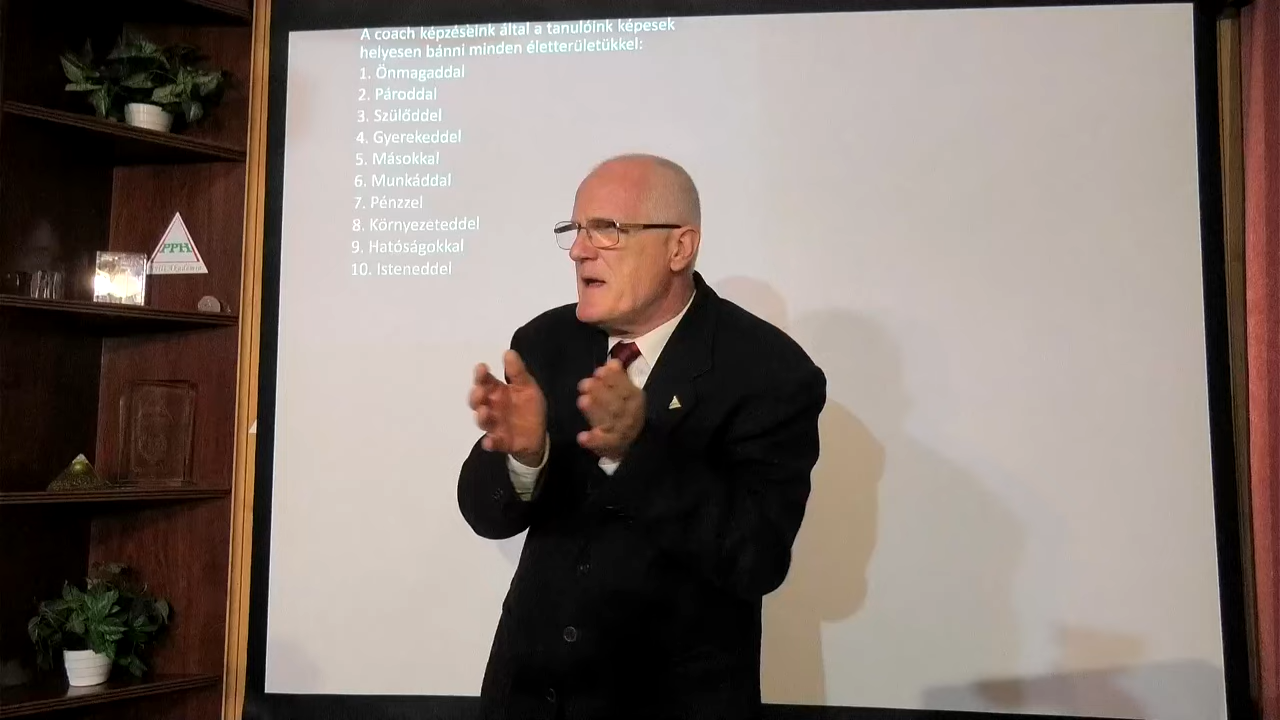 A coach képzéseink által a tanulóink képesek
helyesen bánni minden életterületükkel:
1. Önmagaddal
2. Pároddal
3. Szülőddel
4. Gyerekeddel
5. Másokkal
6. Munkáddal
7. Pénzzel
8. Környezeteddel
9. Hatóságokkal
10. Isteneddel
PPH